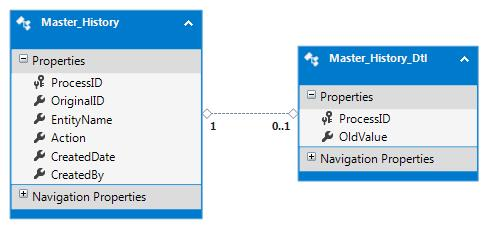 Master_History
Properties
ProcessID
OriginalID
EntityName
Action
CreatedDate
CreatedBy
Navigation Properties
1
0..1
Master_History_Dtl
Properties
ProcessID
OldValue
Navigation Properties